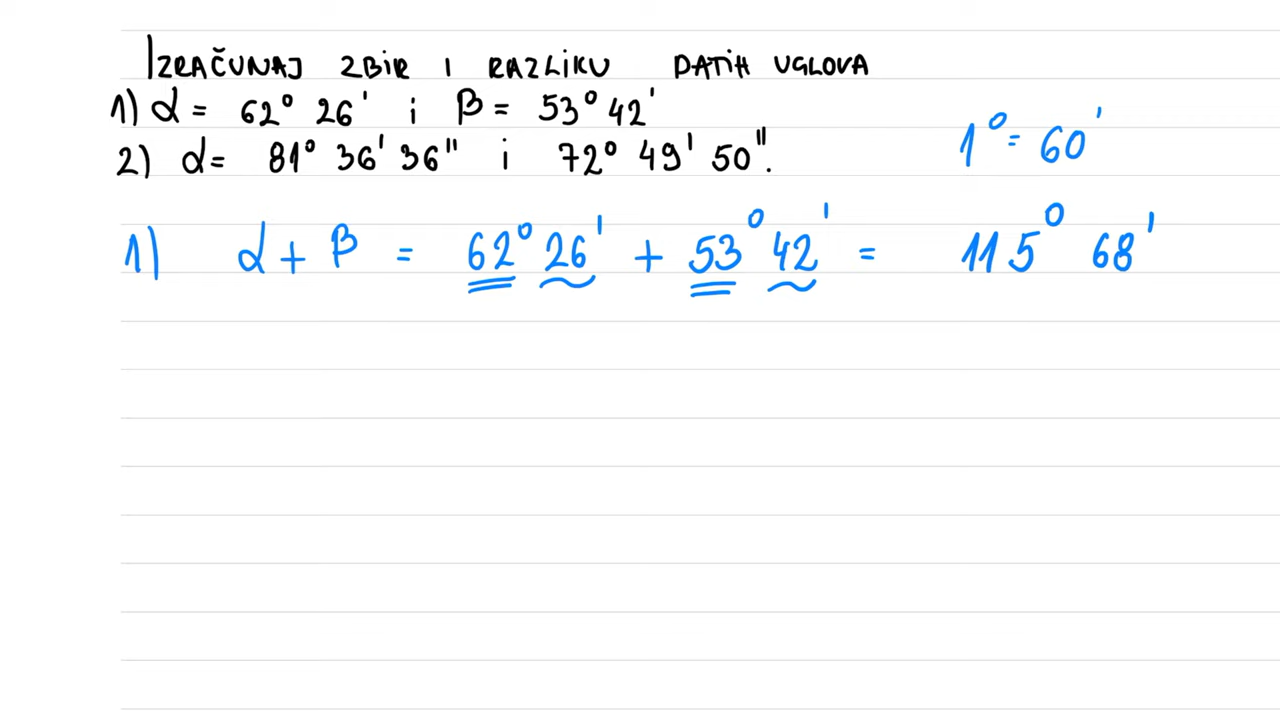 IZRAČUNAJ ZBIR I RAZLIKU DATIH UGLOVA
1) α = 62° 26' i β = 53° 42'
2) α = 81° 36' 36" i 72° 49' 50".
1° = 60'
1) α + β = 62° 26' + 53° 42' = 115° 68'